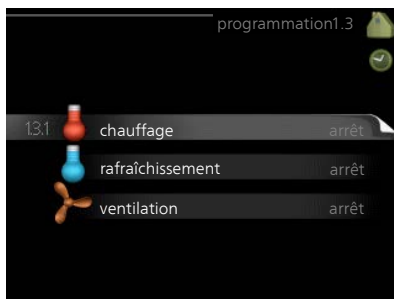 programmation1.3
1.3.1 chauffage arrêt
rafraîchissement arrêt
ventilation arrêt